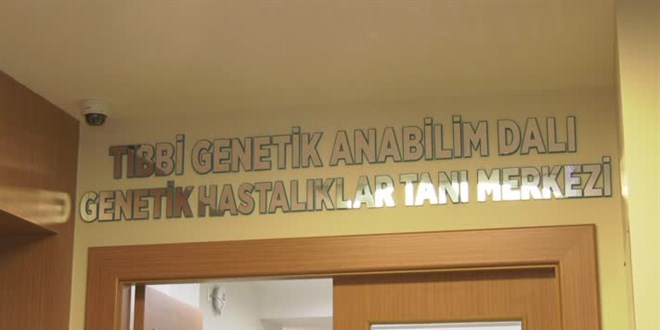 TIBBİ GENETİK ANABİLİM DALI
GENETİK HASTALIKLAR TANI MERKEZİ